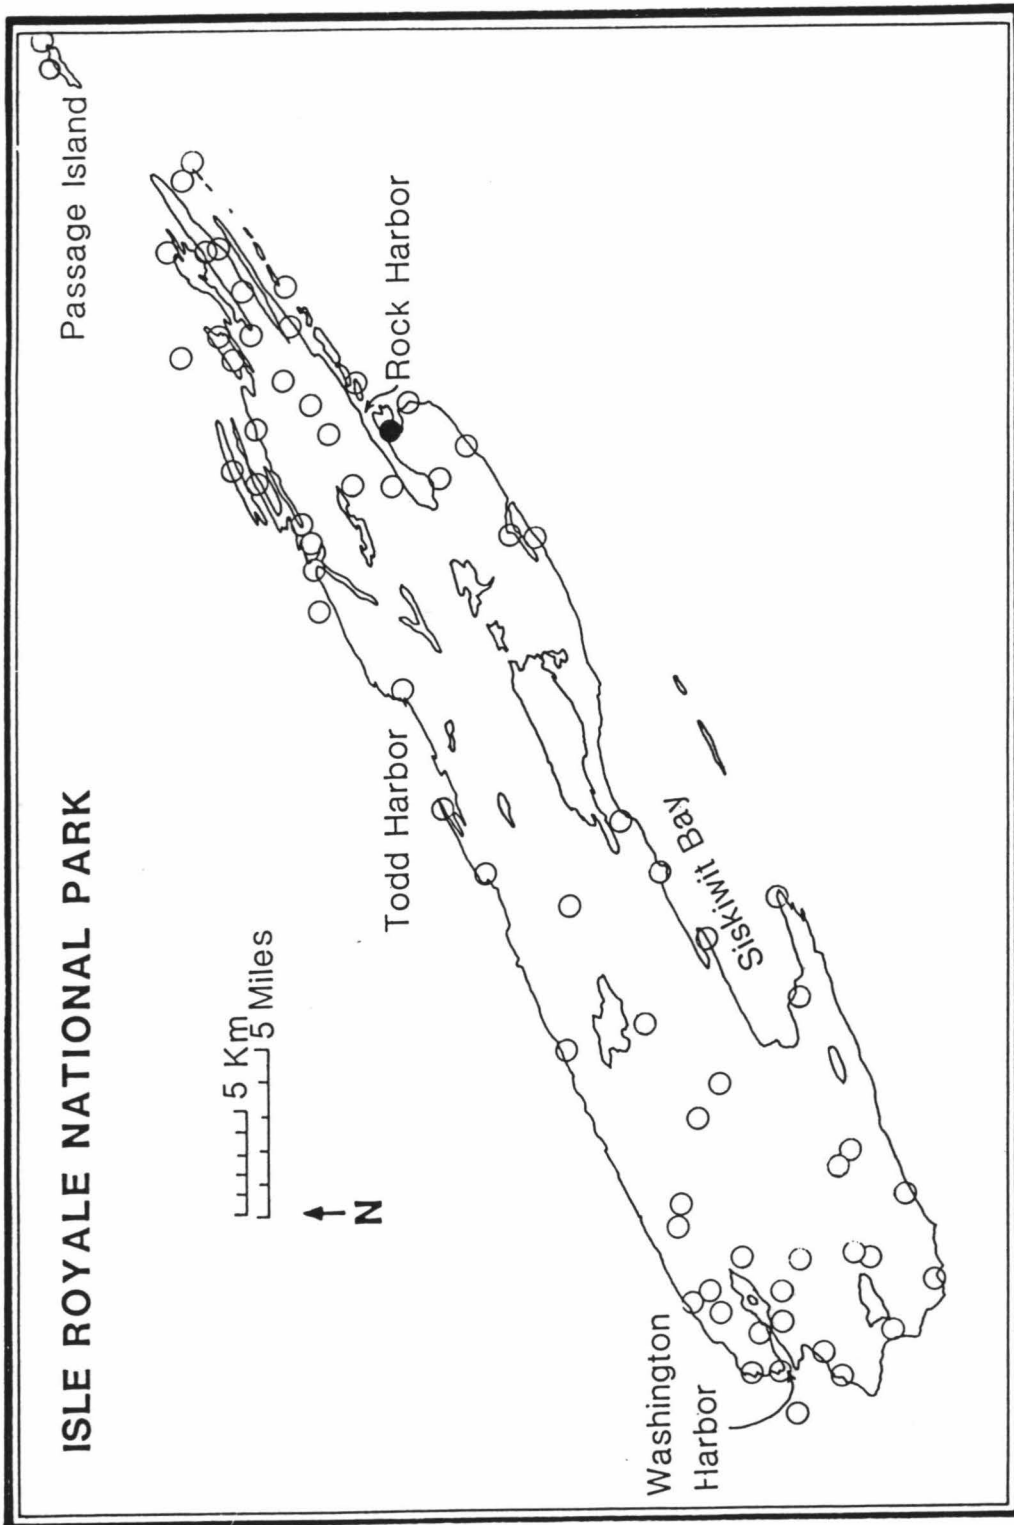 ISLE ROYALE NATIONAL PARK
5 Km
5 Miles
N
Passage Island
Rock Harbor
Todd Harbor
Siskiwit Bay
Washington
Harbor